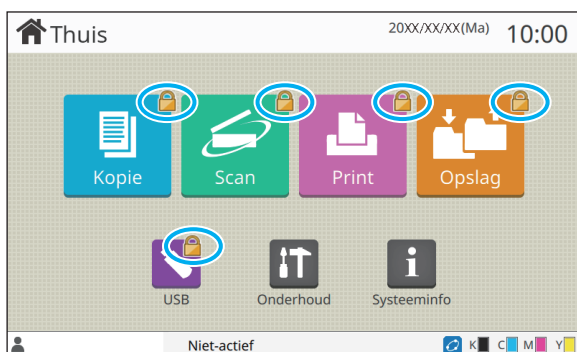 Thuis
20XX/XX/XX(Ma)
10:00
Kopie
Scan
Print
Opslag
USB
Onderhoud
Systeeminfo
Niet-actief
K C M Y